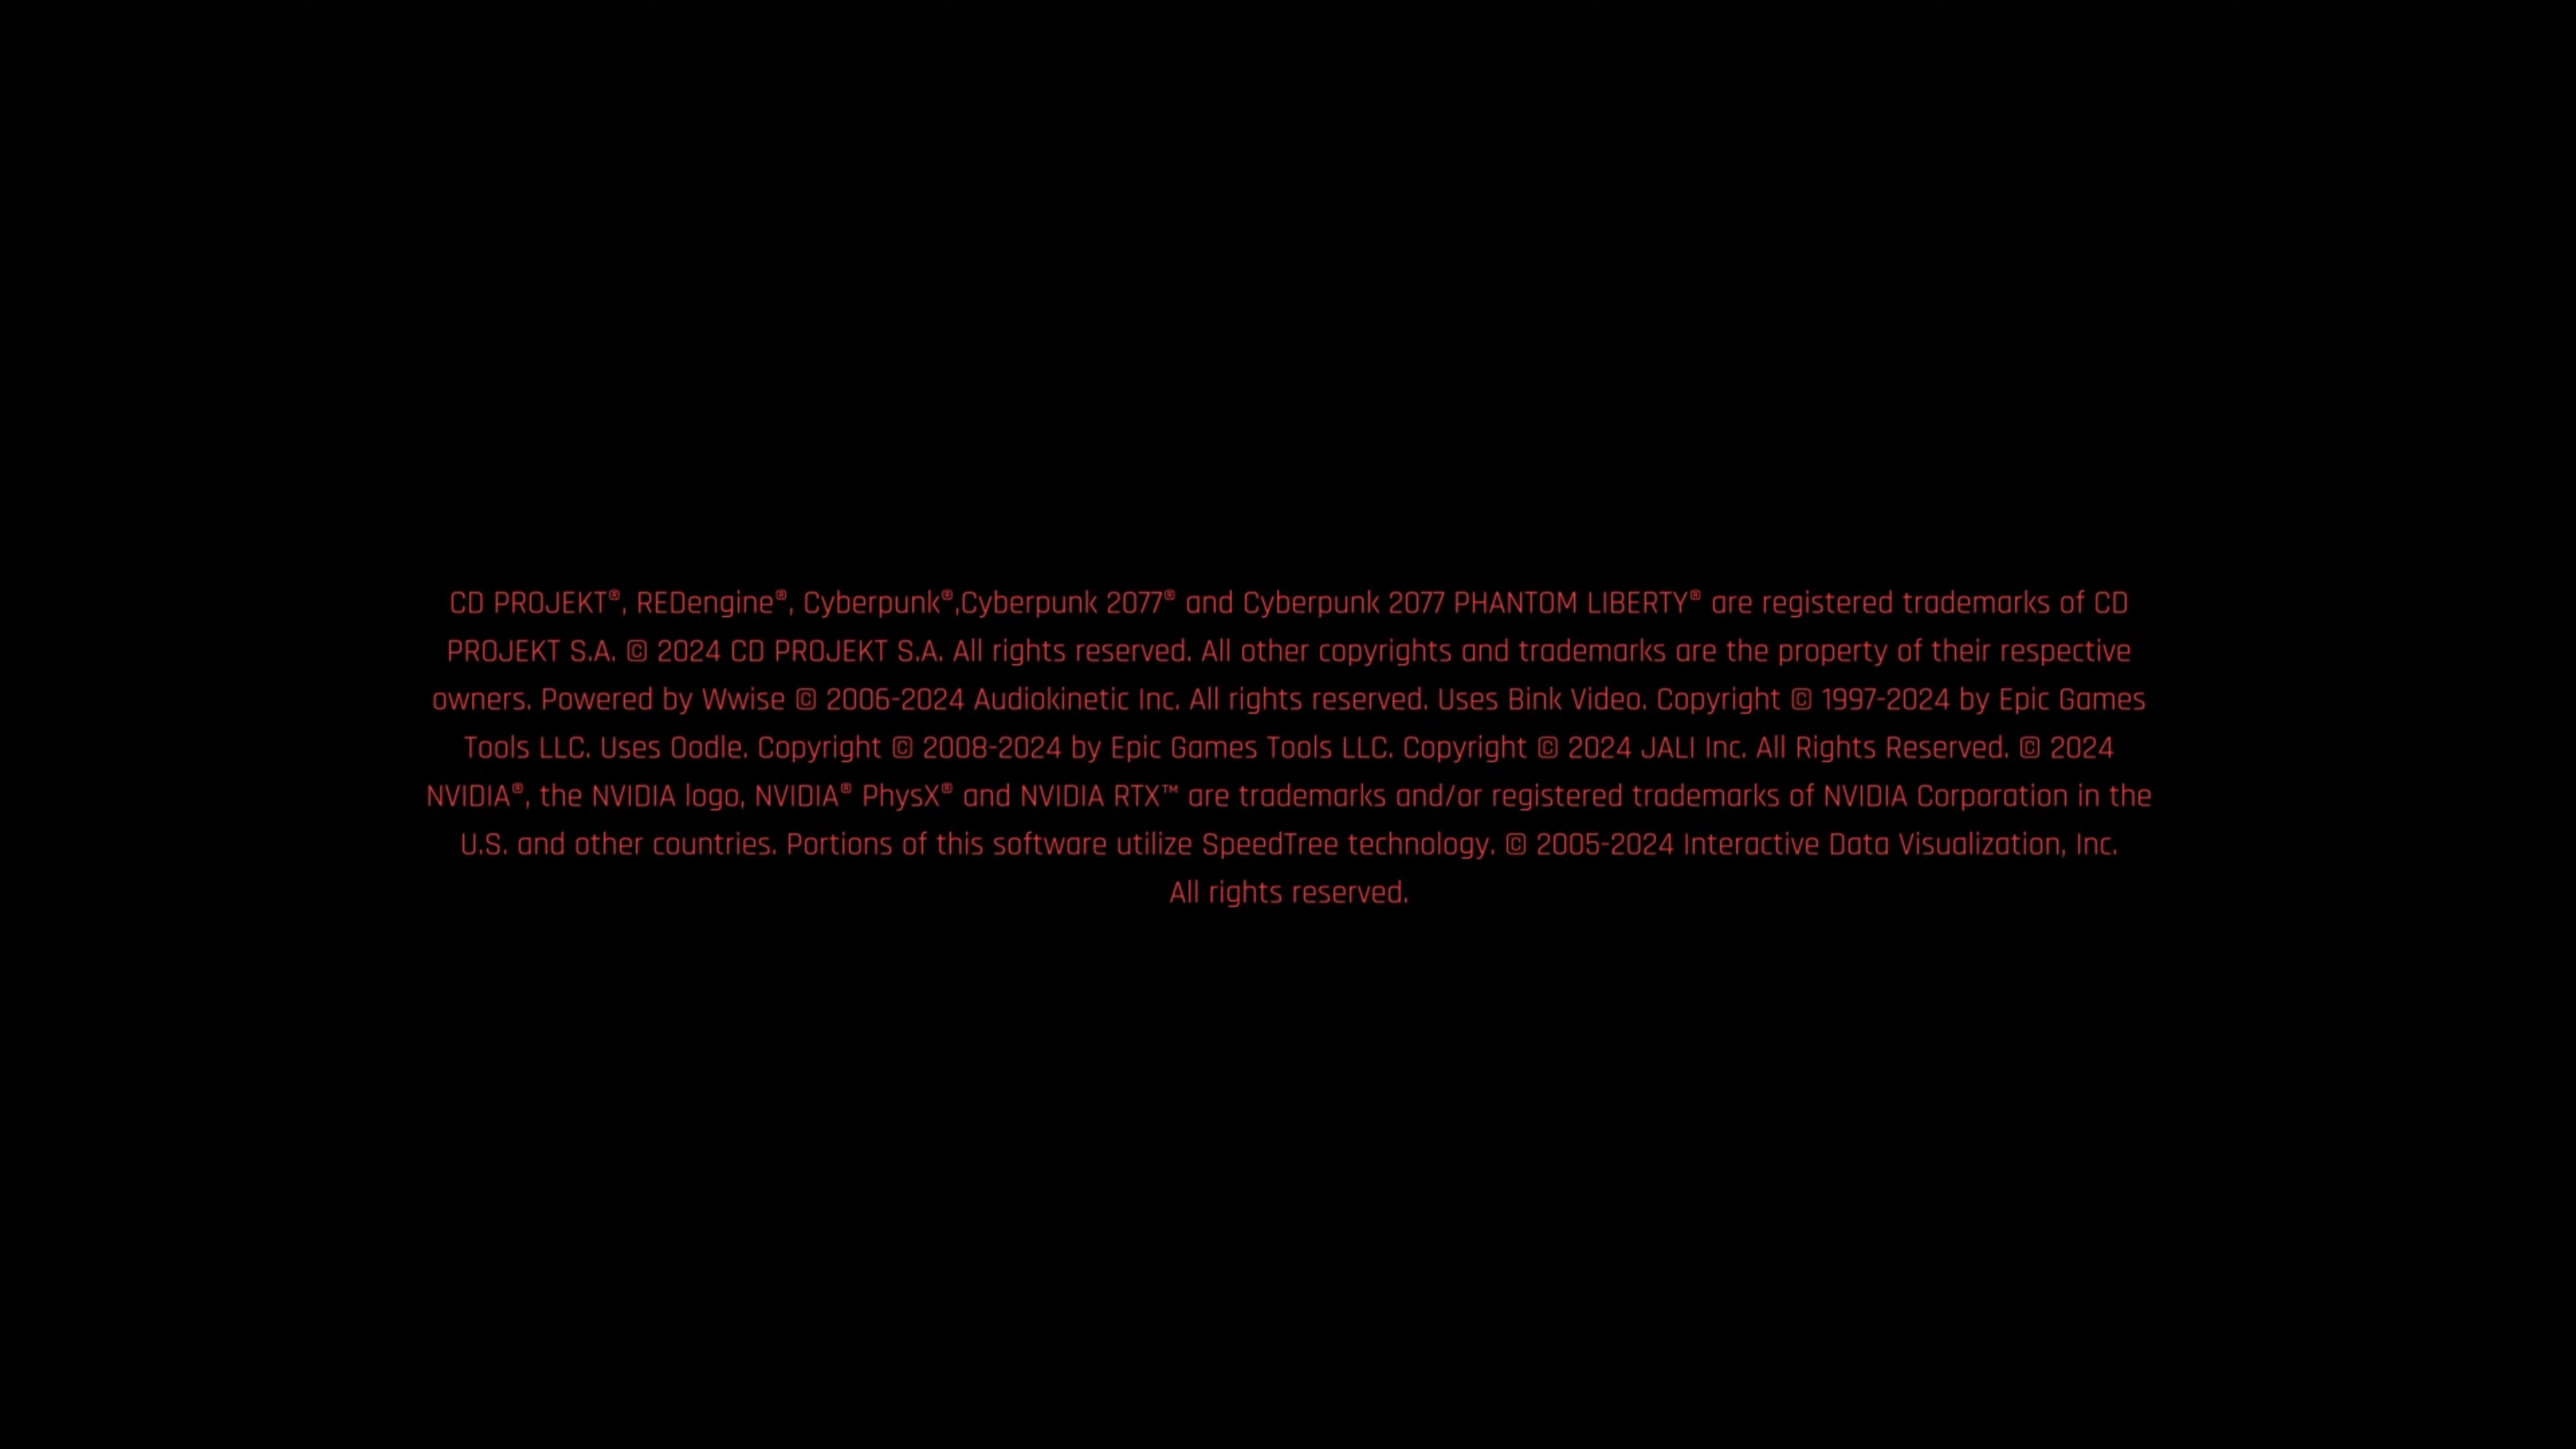 CD PROJEKT®, REDengine®, Cyberpunk®,Cyberpunk 2077® and Cyberpunk 2077 PHANTOM LIBERTY® are registered trademarks of CD
PROJEKT S.A. © 2024 CD PROJEKT S.A. All rights reserved. All other copyrights and trademarks are the property of their respective
owners. Powered by Wwise © 2006-2024 Audiokinetic Inc. All rights reserved. Uses Bink Video. Copyright © 1997-2024 by Epic Games
Tools LLC. Uses Oodle. Copyright © 2008-2024 by Epic Games Tools LLC. Copyright © 2024 JALI Inc. All Rights Reserved. © 2024
NVIDIA®, the NVIDIA logo, NVIDIA® PhysX® and NVIDIA RTX™ are trademarks and/or registered trademarks of NVIDIA Corporation in the
U.S. and other countries. Portions of this software utilize SpeedTree technology. © 2005-2024 Interactive Data Visualization, Inc.
All rights reserved.